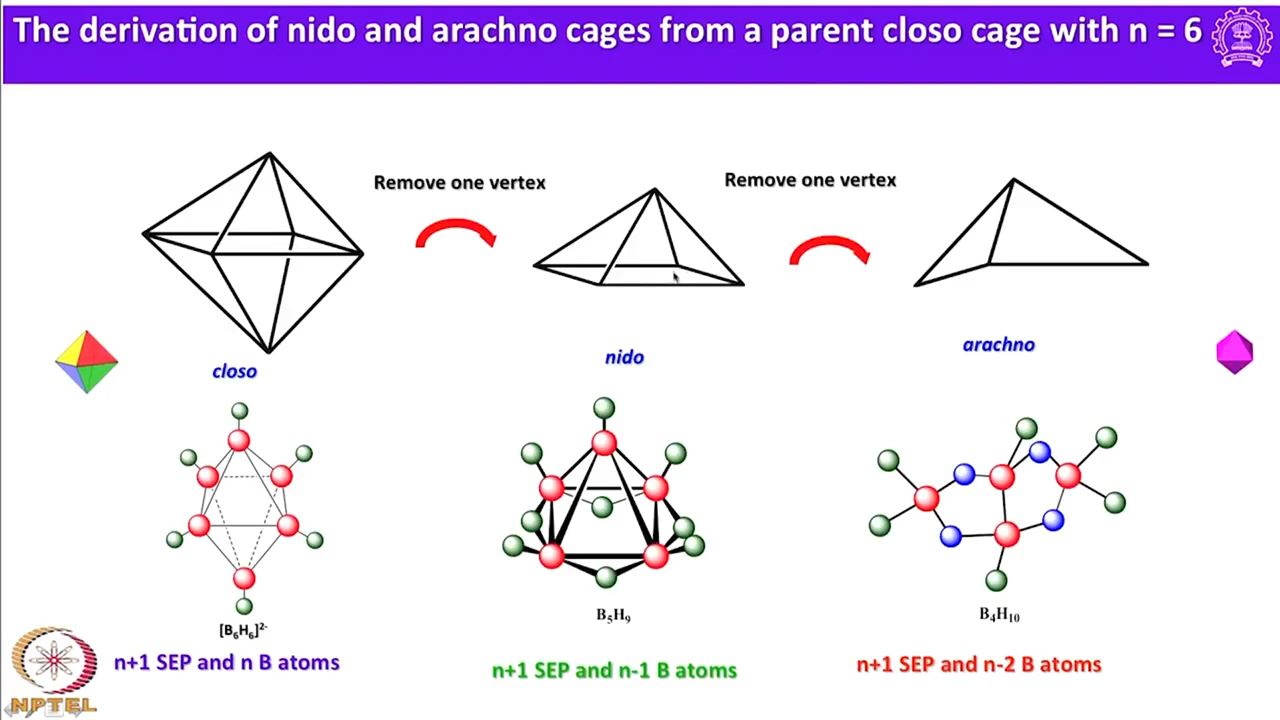 The derivation of nido and arachno cages from a parent closo cage with n = 6
Remove one vertex
Remove one vertex
closo
nido
arachno
[B₆H₆]²⁻
B₅H₉
B₄H₁₀
n+1 SEP and n B atoms
n+1 SEP and n-1 B atoms
n+1 SEP and n-2 B atoms
NPTEL